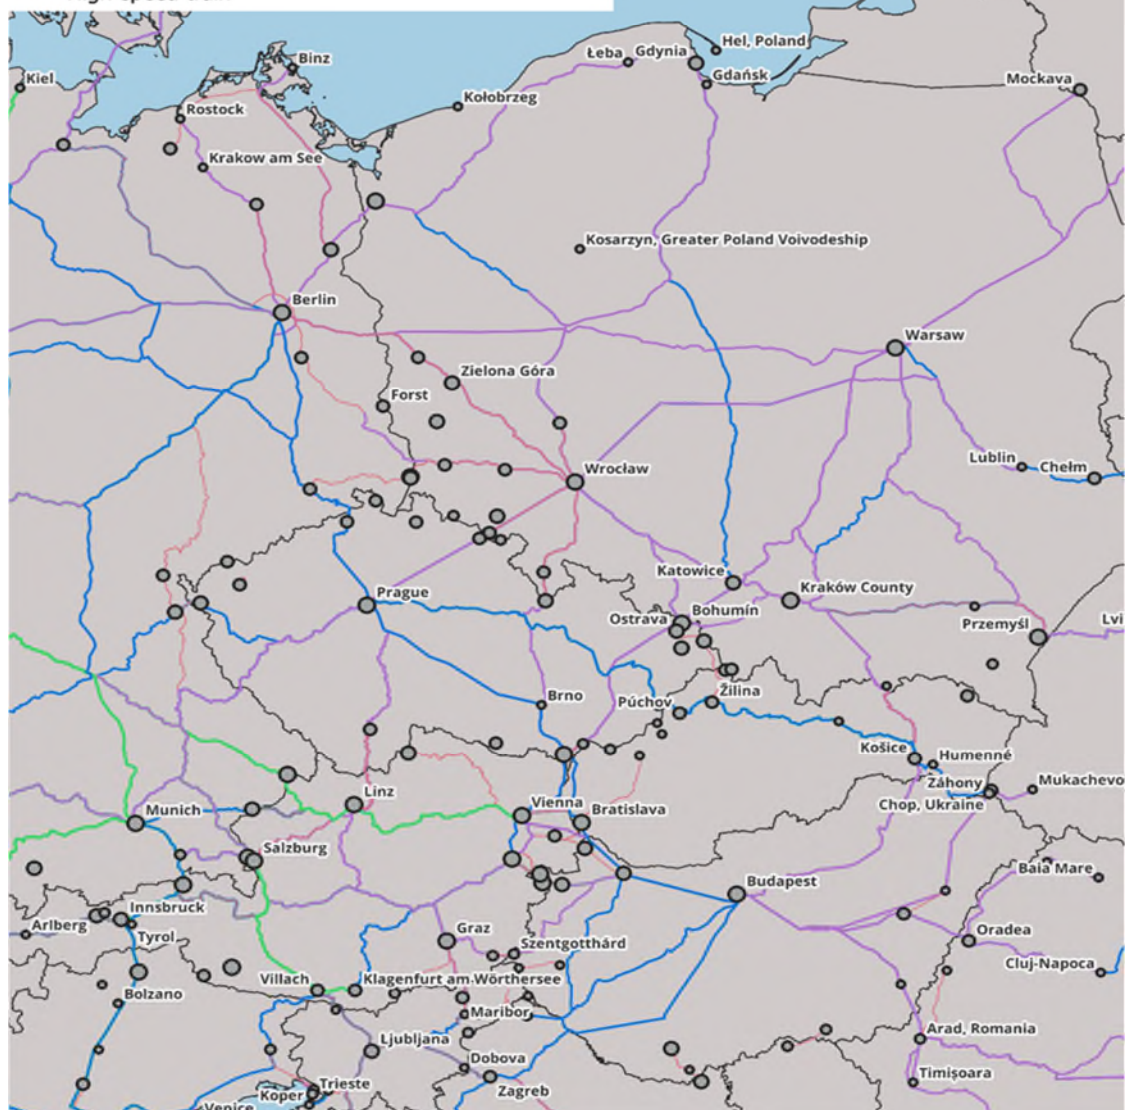 Binz
Hel, Poland
Łeba
Gdynia
Kiel
Gdańsk
Mockava
Kołobrzeg
Rostock
Krakow am See
Kosarzyn, Greater Poland Voivodeship
Berlin
Warsaw
Zielona Góra
Forst
Lublin
Chełm
Wrocław
Katowice
Kraków County
Prague
Bohumín
Ostrava
Przemyśl
Lvi
Žilina
Brno
Púchov
Košice
Humenné
Záhony
Mukachevo
Linz
Chop, Ukraine
Munich
Vienna
Bratislava
Salzburg
Baia Mare
Budapest
Innsbruck
Arlberg
Tyrol
Graz
Oradea
Szentgotthárd
Cluj-Napoca
Villach
Klagenfurt am Wörthersee
Bolzano
Maribor
Arad, Romania
Ljubljana
Dobova
Timișoara
Trieste
Koper
Zagreb
Venice